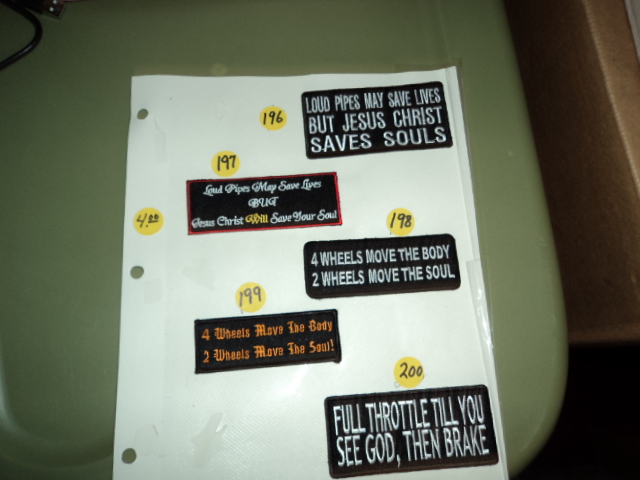 196
LOUD PIPES MAY SAVE LIVES
BUT JESUS CHRIST
SAVES SOULS
197
Loud Pipes May Save Lives
BUT
Jesus Christ Will Save Your Soul
4.00
198
4 WHEELS MOVE THE BODY
2 WHEELS MOVE THE SOUL
199
4 Wheels Move The Body
2 Wheels Move The Soul!
200
FULL THROTTLE TILL YOU
SEE GOD, THEN BRAKE